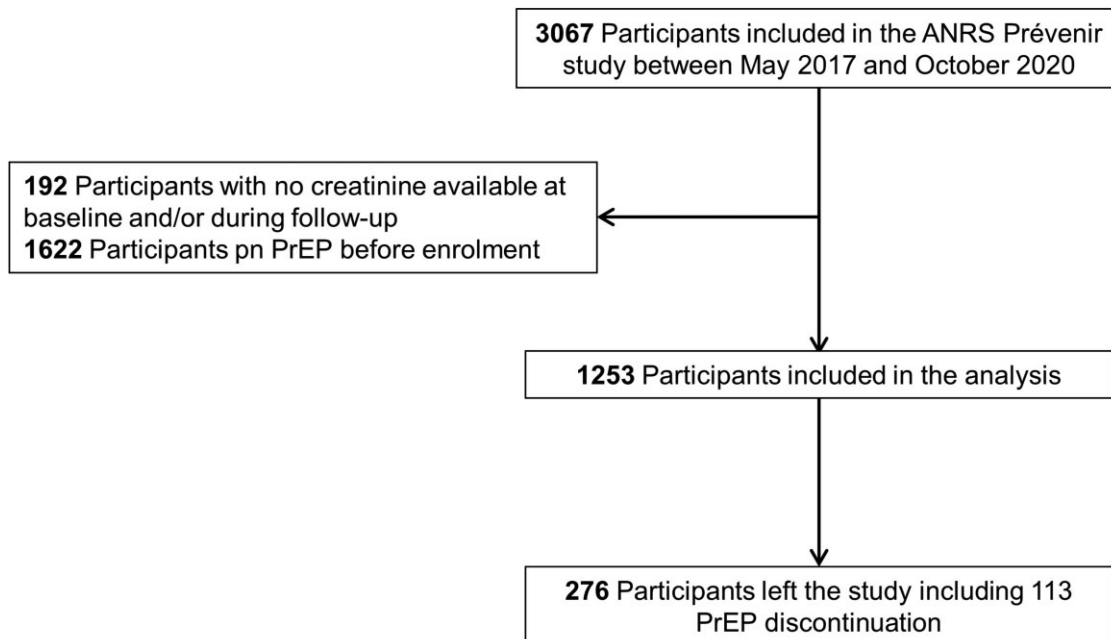 3067 Participants included in the ANRS Prévenir
study between May 2017 and October 2020
192 Participants with no creatinine available at
baseline and/or during follow-up
1622 Participants pn PrEP before enrolment
1253 Participants included in the analysis
276 Participants left the study including 113
PrEP discontinuation